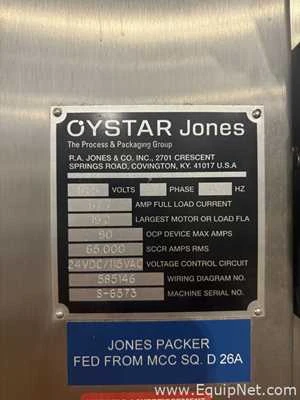 OYSTAR Jones
The Process & Packaging Group
R.A. JONES & CO. INC., 2701 CRESCENT
SPRINGS ROAD, COVINGTON, KY. 41017 U.S.A
VOLTS PHASE HZ
AMP FULL LOAD CURRENT
LARGEST MOTOR OR LOAD FLA
60 OCP DEVICE MAX AMPS
65,000 SCCR AMPS RMS
24VDC/115VAC VOLTAGE CONTROL CIRCUIT
585146 WIRING DIAGRAM NO.
S-6573 MACHINE SERIAL NO.
JONES PACKER
FED FROM MCC SQ. D 26A
www.EquipNet.com